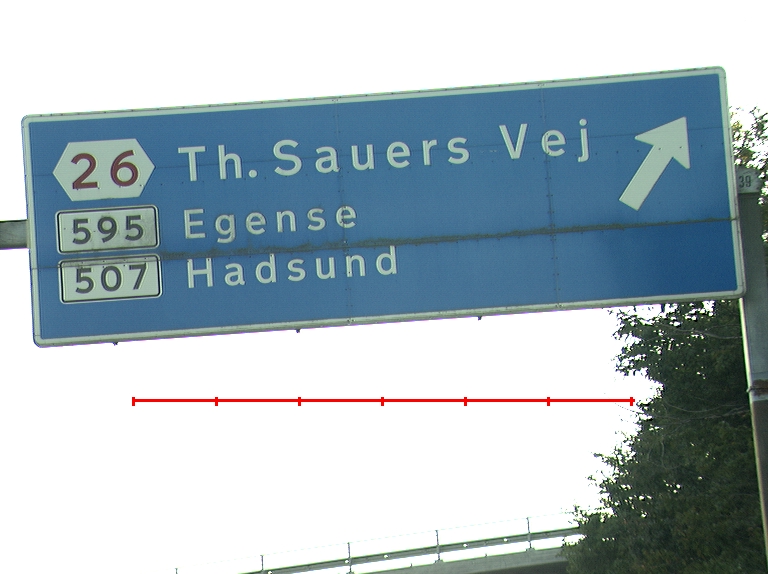 26 Th. Sauers Vej
595 Egense
507 Hadsund
39